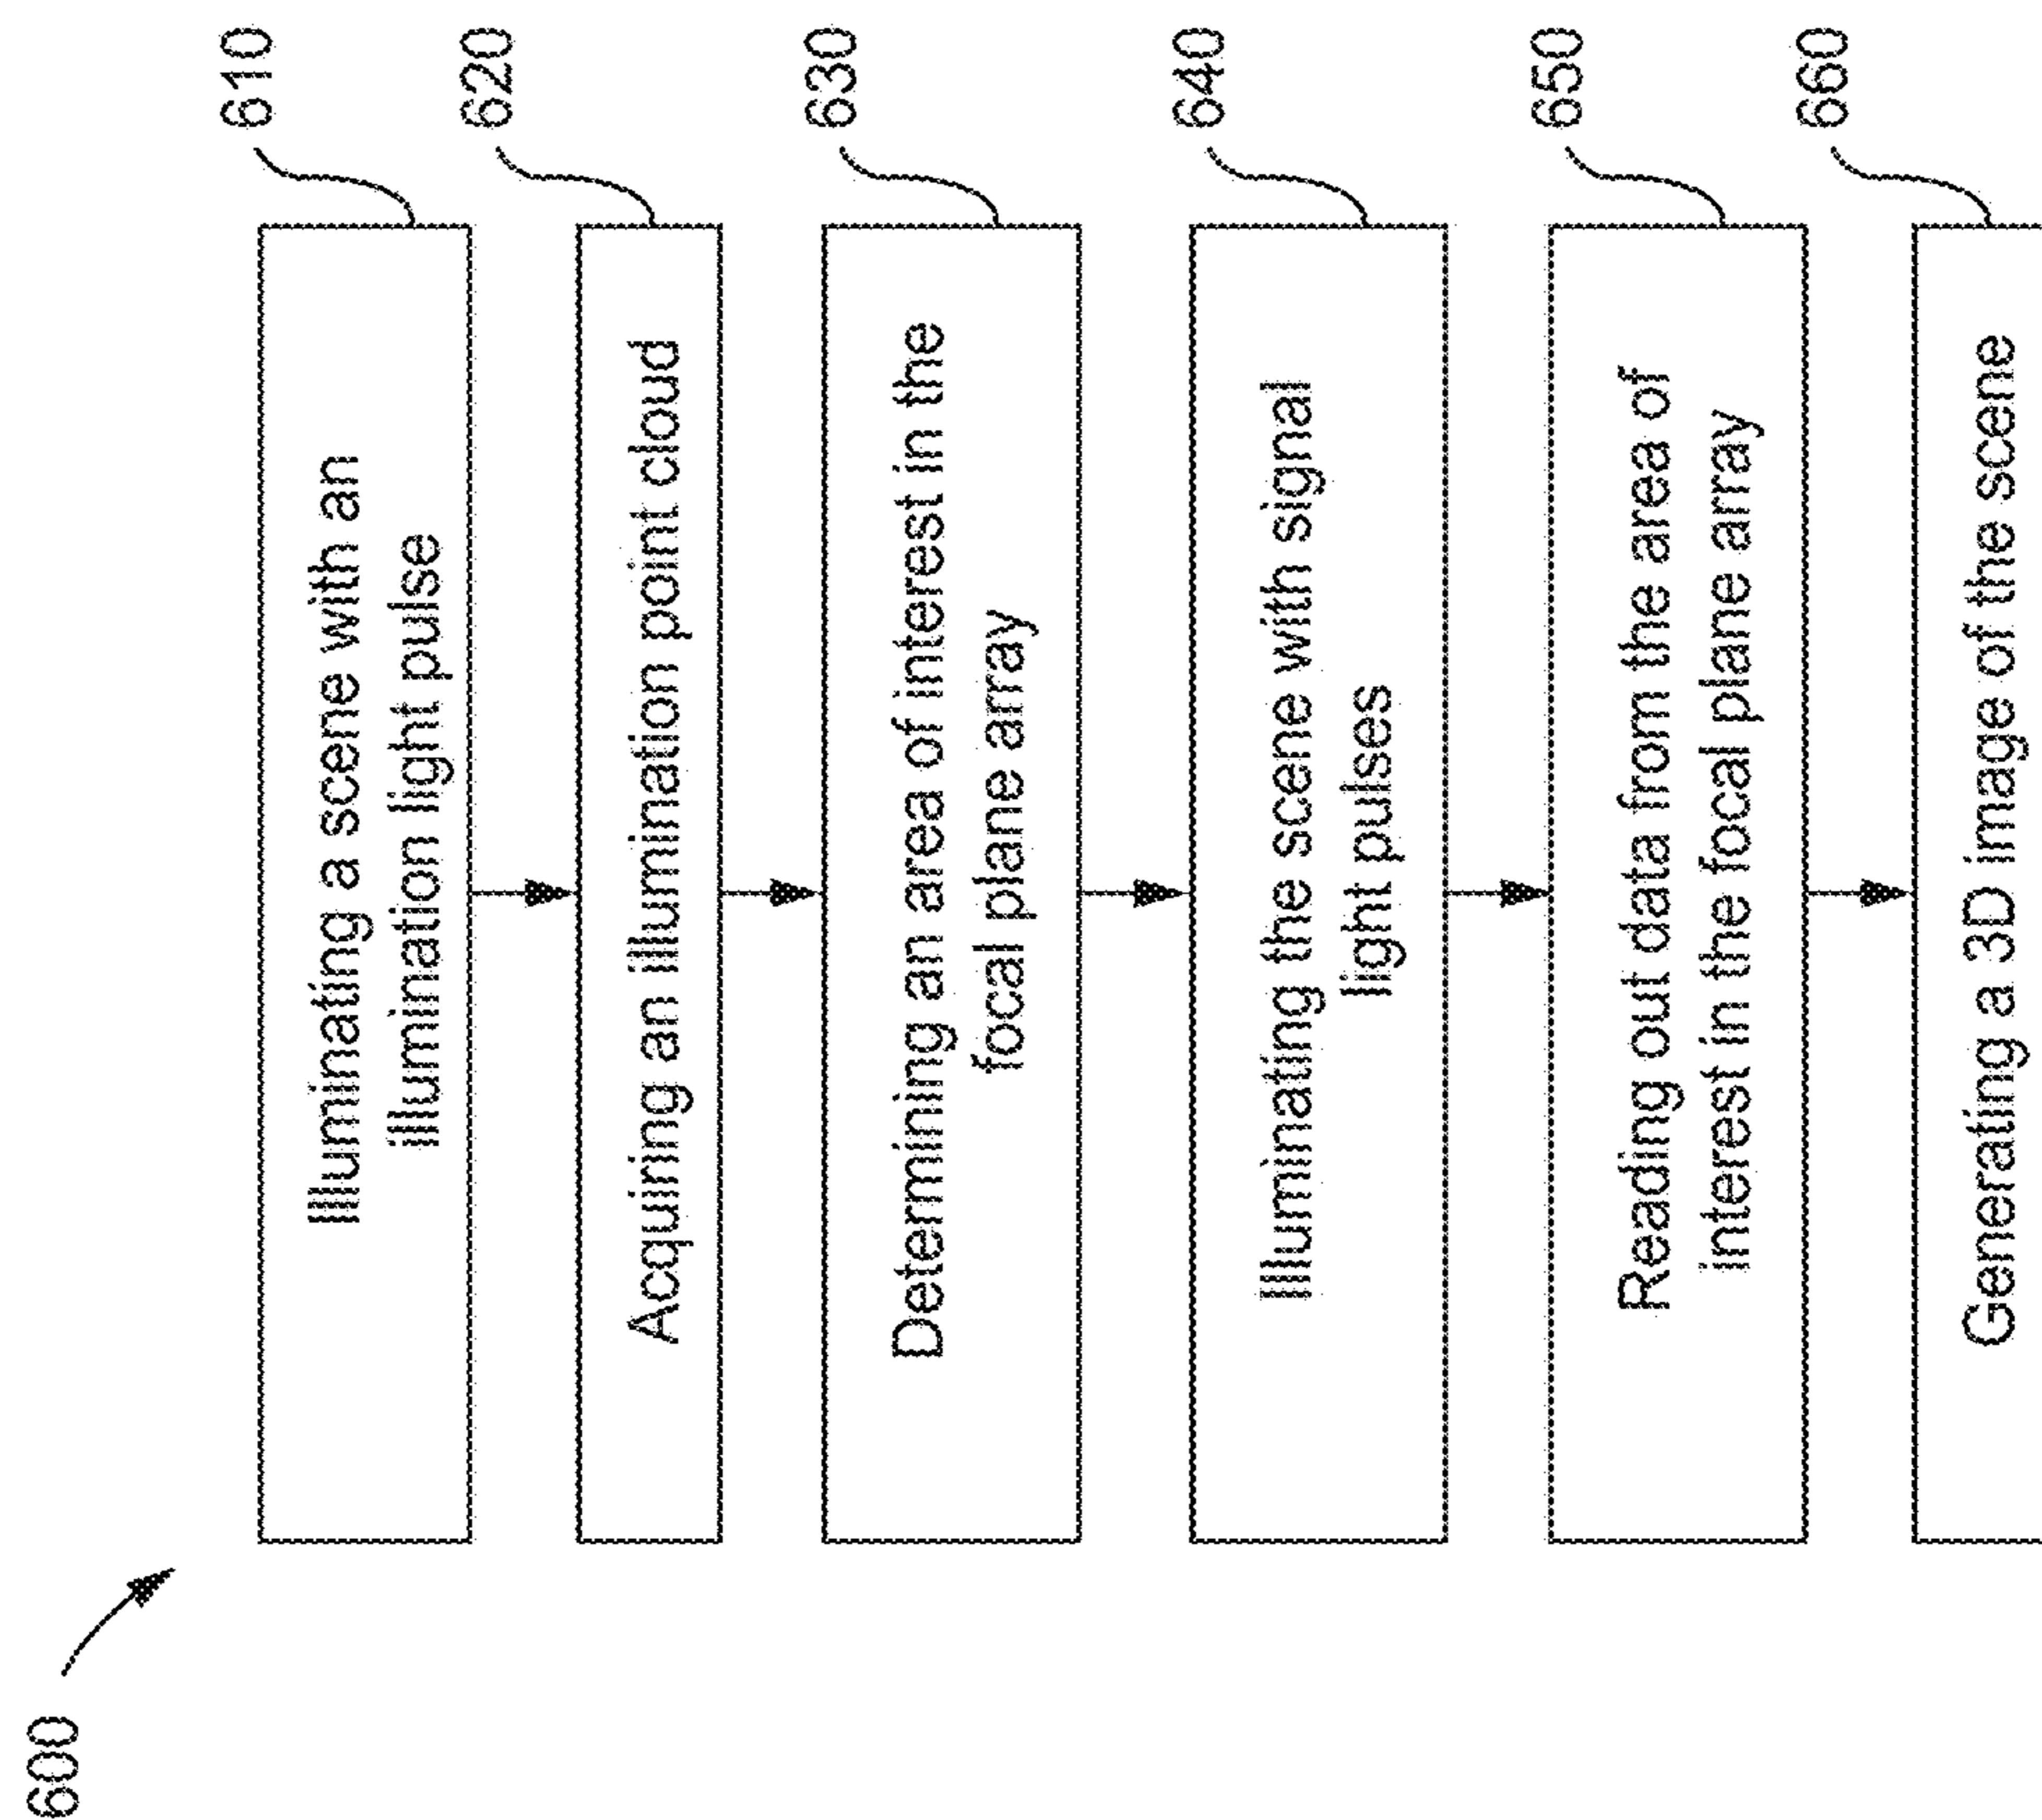 600
610
Illuminating a scene with an
illumination light pulse
620
Acquiring an illumination point cloud
630
Determining an area of interest in the
focal plane array
640
Illuminating the scene with signal
light pulses
650
Reading out data from the area of
interest in the focal plane array
660
Generating a 3D image of the scene